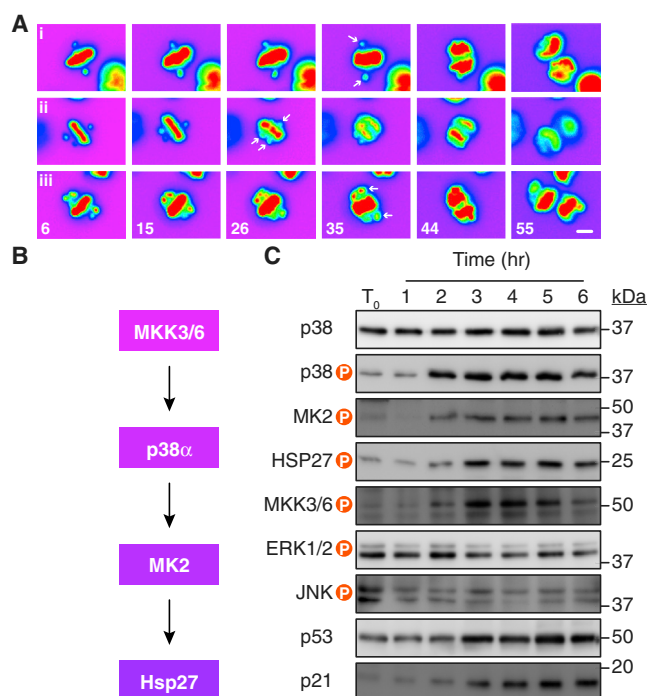 A
i
ii
iii
6 15 26 35 44 55
B
MKK3/6
p38α
MK2
Hsp27
C
Time (hr)
T0 1 2 3 4 5 6 kDa
p38 37
p38 P 37
MK2 P 50
37
HSP27 P 25
MKK3/6 P 50
ERK1/2 P 37
JNK P 37
p53 50
p21 20